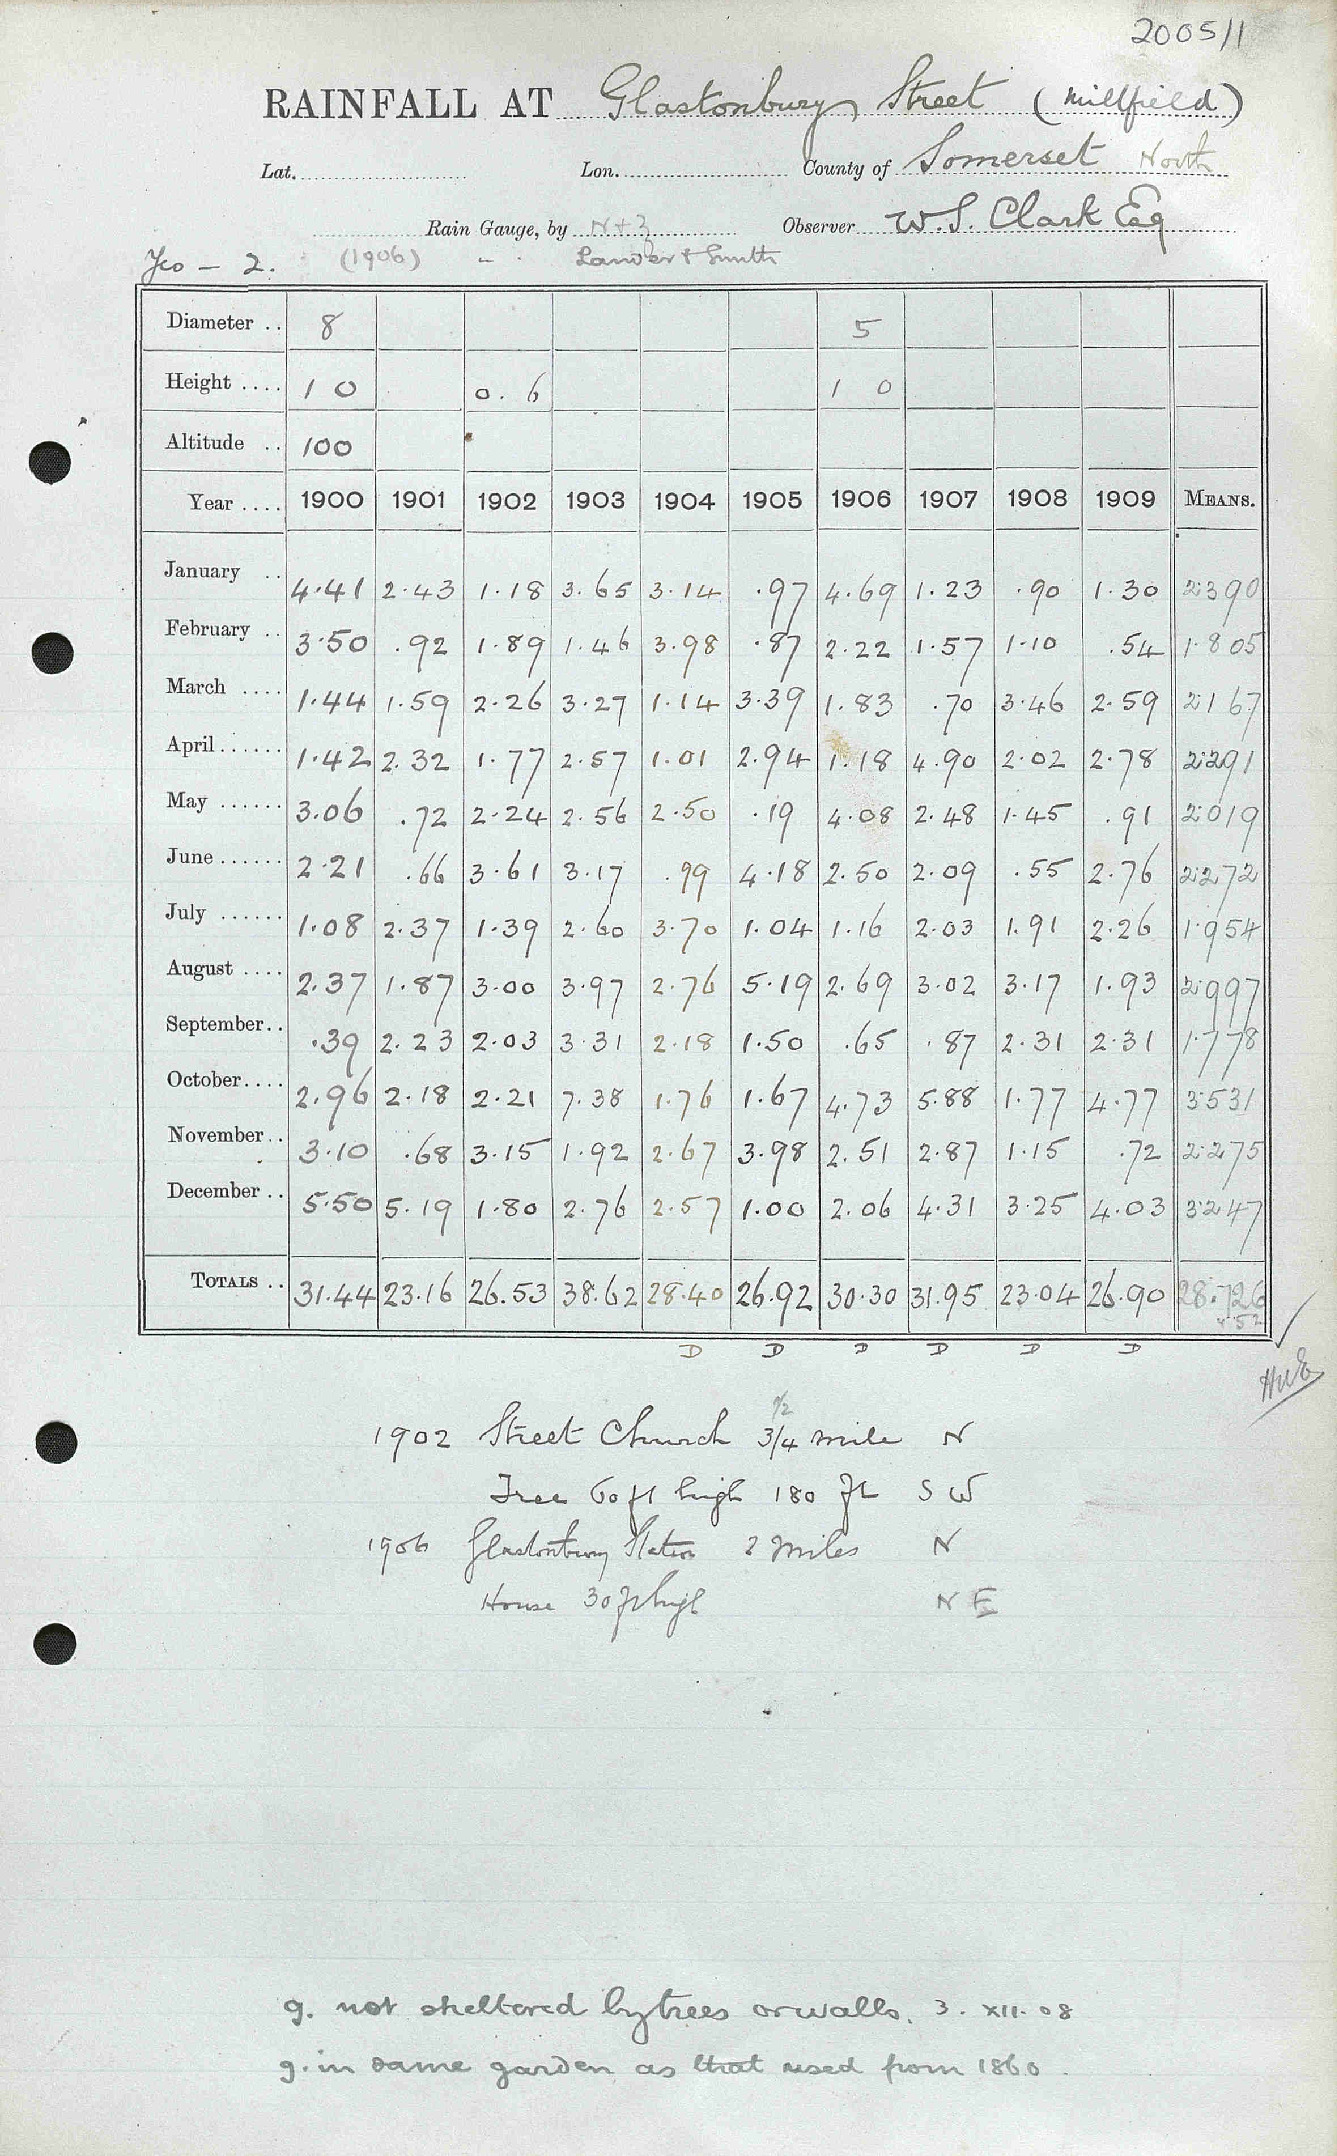 2005/1
RAINFALL AT Glastonbury Street (Millfield)
Lat. Lon. County of Somerset North
Rain Gauge, by N+Z Observer W.S. Clark Esq
Yeo - 2. (1906) " Lander & Smith
Diameter .. 8 5
Height .... 1 0 0. 6 1 0
Altitude .. 100
Year .... 1900 1901 1902 1903 1904 1905 1906 1907 1908 1909 MEANS.
January .. 4.41 2.43 1.18 3.65 3.14 .97 4.69 1.23 .90 1.30 2.390
February .. 3.50 .92 1.89 1.46 3.98 .87 2.22 1.57 1.10 .54 1.805
March .... 1.44 1.59 2.26 3.27 1.14 3.39 1.83 .70 3.46 2.59 2.167
April ...... 1.42 2.32 1.77 2.57 1.01 2.94 1.18 4.90 2.02 2.78 2.291
May ...... 3.06 .72 2.24 2.56 2.50 .19 4.08 2.48 1.45 .91 2.019
June ...... 2.21 .66 3.61 3.17 .99 4.18 2.50 2.09 .55 2.76 2.272
July ...... 1.08 2.37 1.39 2.60 3.70 1.04 1.16 2.03 1.91 2.26 1.954
August .... 2.37 1.87 3.00 3.97 2.76 5.19 2.69 3.02 3.17 1.93 2.997
September.. .39 2.23 2.03 3.31 2.18 1.50 .65 .87 2.31 2.31 1.778
October.... 2.96 2.18 2.21 7.38 1.76 1.67 4.73 5.88 1.77 4.77 3.531
November.. 3.10 .68 3.15 1.92 2.67 3.98 2.51 2.87 1.15 .72 2.275
December .. 5.50 5.19 1.80 2.76 2.57 1.00 2.06 4.31 3.25 4.03 3.247
TOTALS .. 31.44 23.16 26.53 38.62 28.40 26.92 30.30 31.95 23.04 26.90 28.726
D D D D D D
1/2
1902 Street Church 3/4 mile N
Tree 60 ft high 180 ft S W
1906 Glastonbury Station 2 miles N
House 30 ft high N E
g. not sheltered by trees or walls. 3. XII. 08
g. in same garden as that used from 1860.